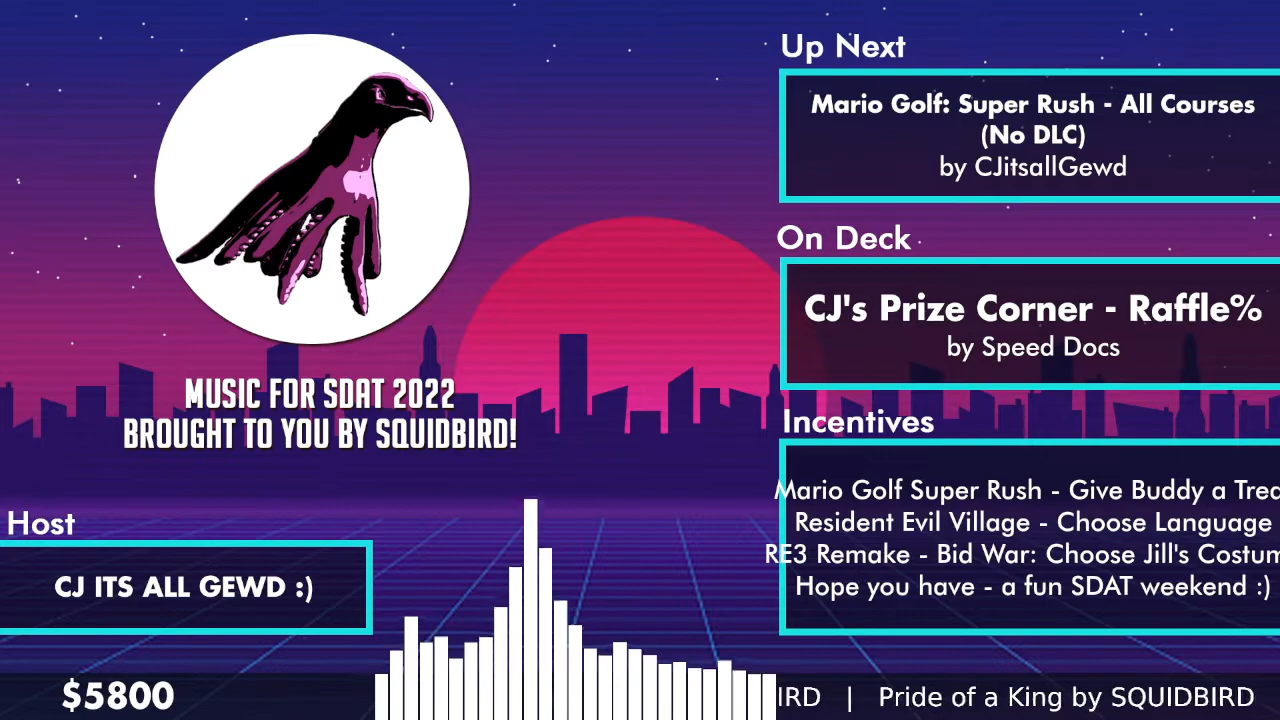 Up Next
Mario Golf: Super Rush - All Courses
(No DLC)
by CJitsallGewd
On Deck
CJ's Prize Corner - Raffle%
by Speed Docs
MUSIC FOR SDAT 2022
BROUGHT TO YOU BY SQUIDBIRD!
Incentives
Mario Golf Super Rush - Give Buddy a
Resident Evil Village - Choose Language
RE3 Remake - Bid War: Choose Jill's
Hope you have - a fun SDAT weekend :)
Host
CJ ITS ALL GEWD :)
$5800
| Pride of a King by SQUIDBIRD